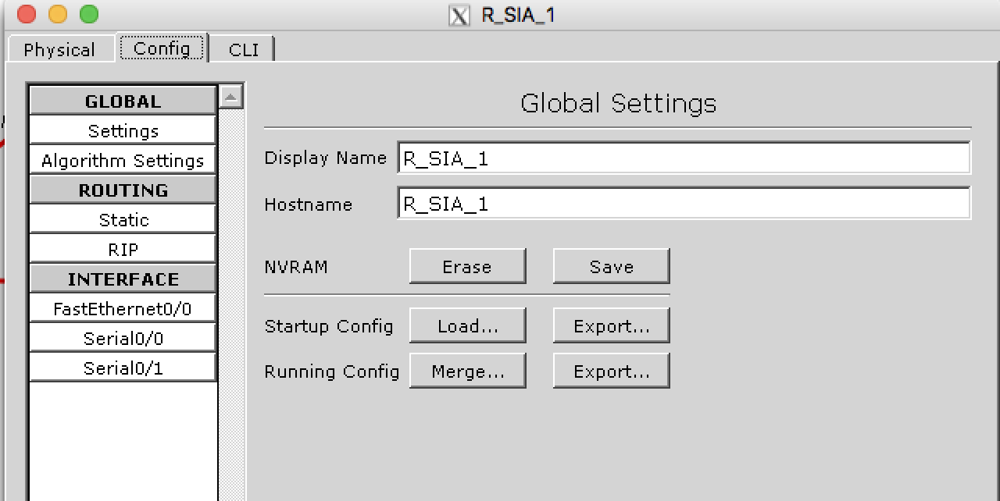 R_SIA_1
Physical Config CLI
GLOBAL
Settings
Algorithm Settings
ROUTING
Static
RIP
INTERFACE
FastEthernet0/0
Serial0/0
Serial0/1
Global Settings
Display Name R_SIA_1
Hostname R_SIA_1
NVRAM Erase Save
Startup Config Load... Export...
Running Config Merge... Export...